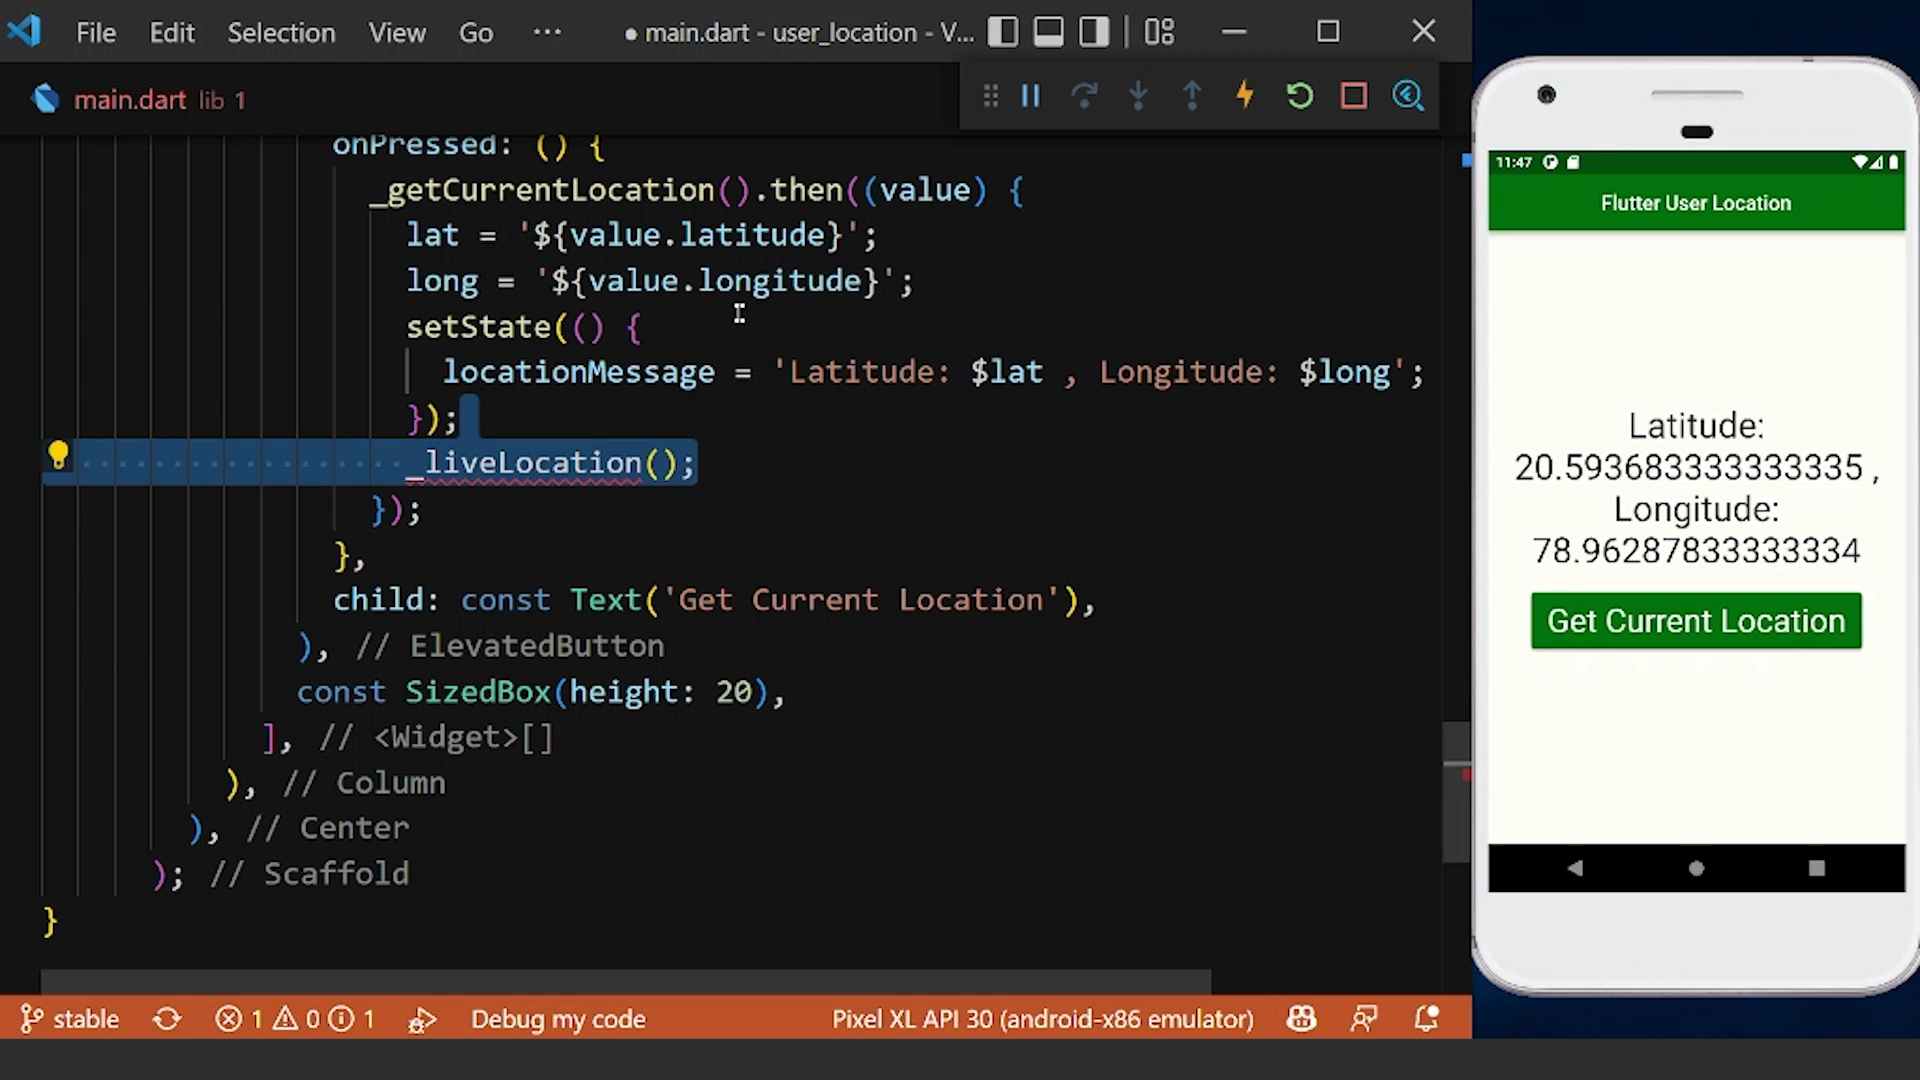 File Edit Selection View Go ··· ● main.dart - user_location - V...
main.dart lib 1
onPressed: () {
_getCurrentLocation().then((value) {
lat = '${value.latitude}';
long = '${value.longitude}';
setState(() {
locationMessage = 'Latitude: $lat , Longitude: $long';
});
_liveLocation();
});
},
child: const Text('Get Current Location'),
), // ElevatedButton
const SizedBox(height: 20),
], // <Widget>[]
), // Column
), // Center
); // Scaffold
}
stable 1 0 1 Debug my code Pixel XL API 30 (android-x86 emulator)
11:47
Flutter User Location
Latitude:
20.593683333333335 ,
Longitude:
78.96287833333334
Get Current Location